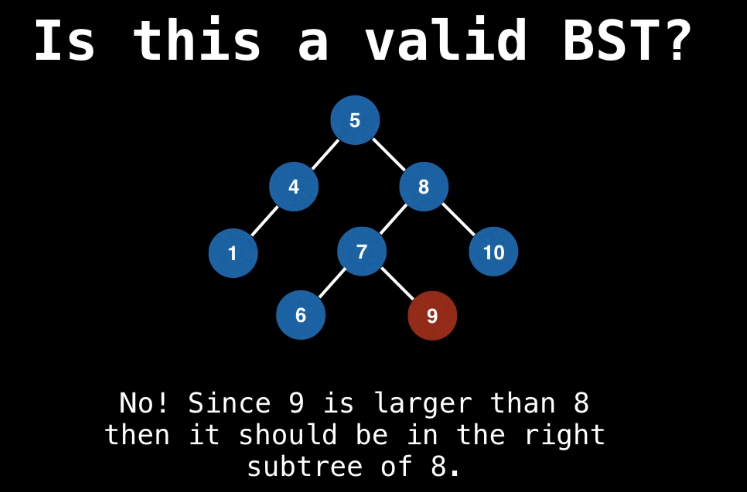 Is this a valid BST?
5
4
8
1
7
10
6
9
No! Since 9 is larger than 8
then it should be in the right
subtree of 8.